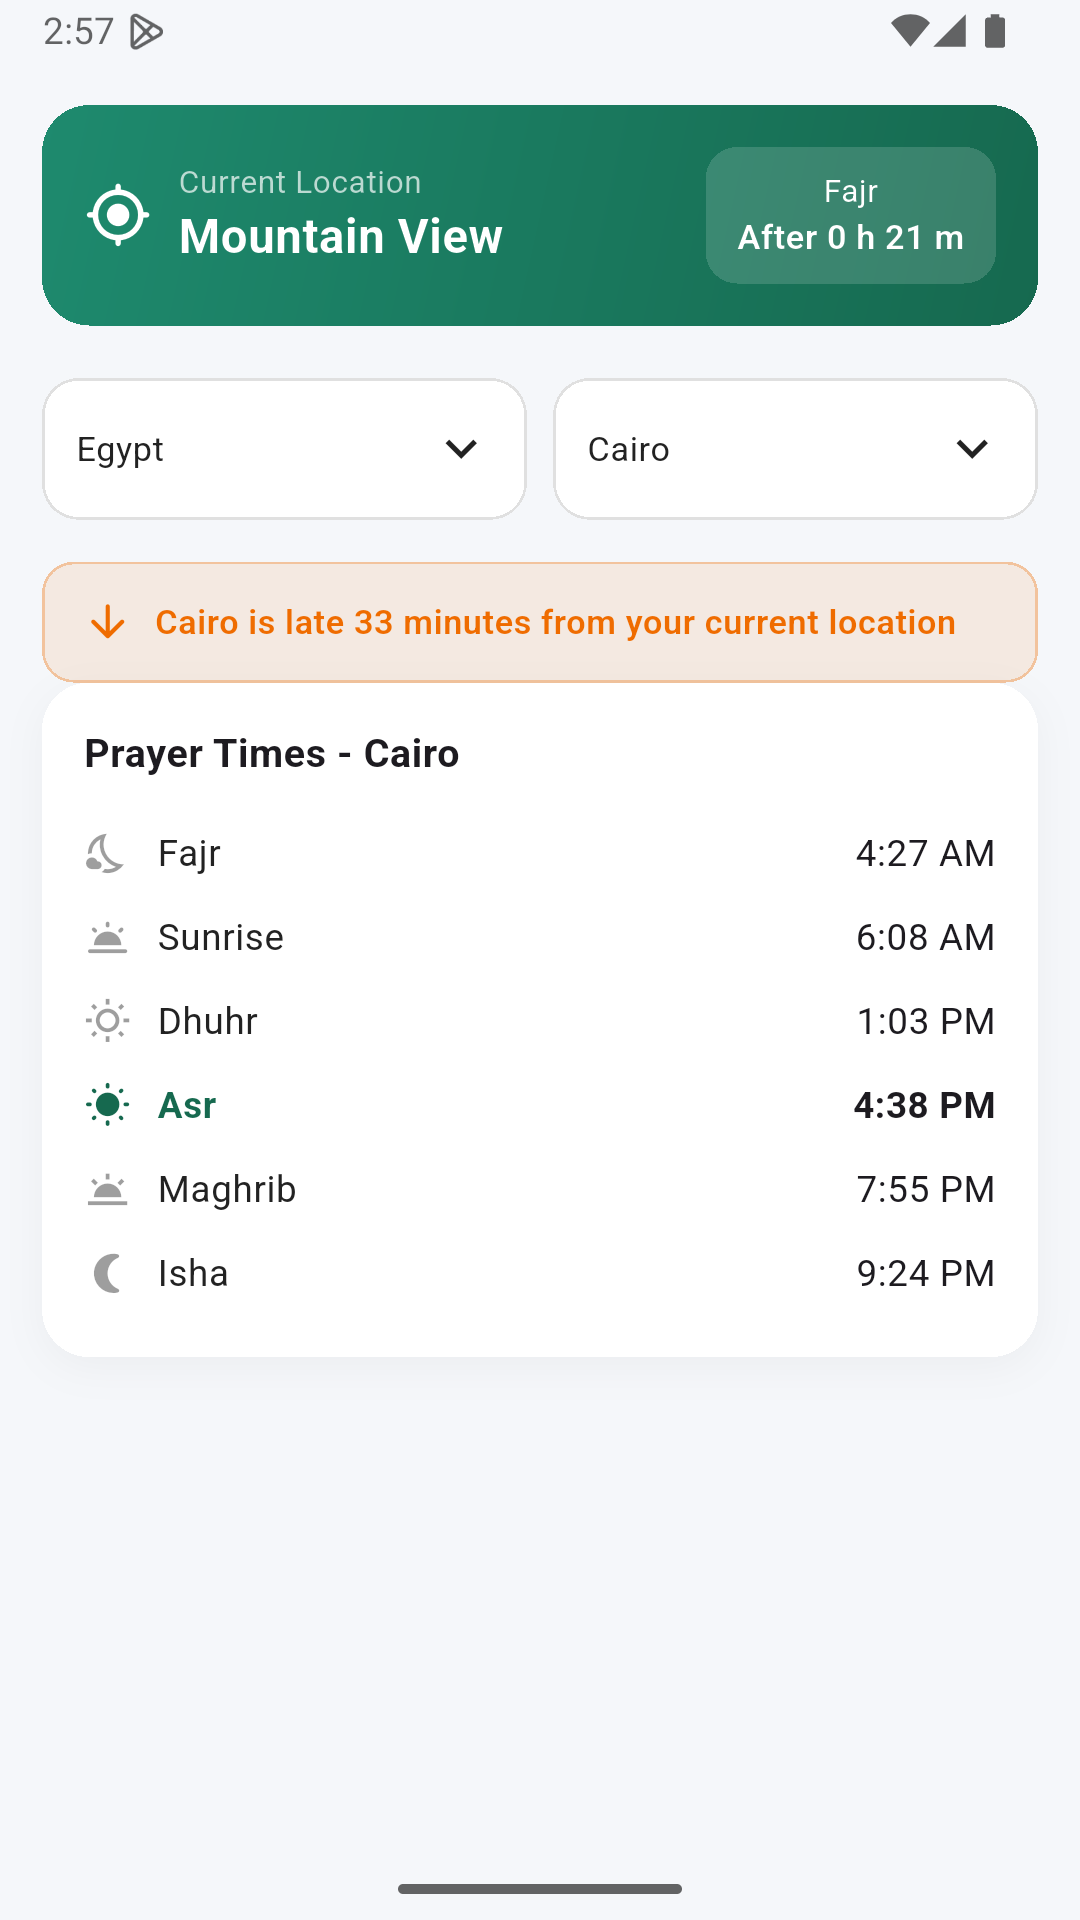 2:57
Current Location
Mountain View
Fajr
After 0 h 21 m
Egypt
Cairo
Cairo is late 33 minutes from your current location
Prayer Times - Cairo
Fajr 4:27 AM
Sunrise 6:08 AM
Dhuhr 1:03 PM
Asr 4:38 PM
Maghrib 7:55 PM
Isha 9:24 PM